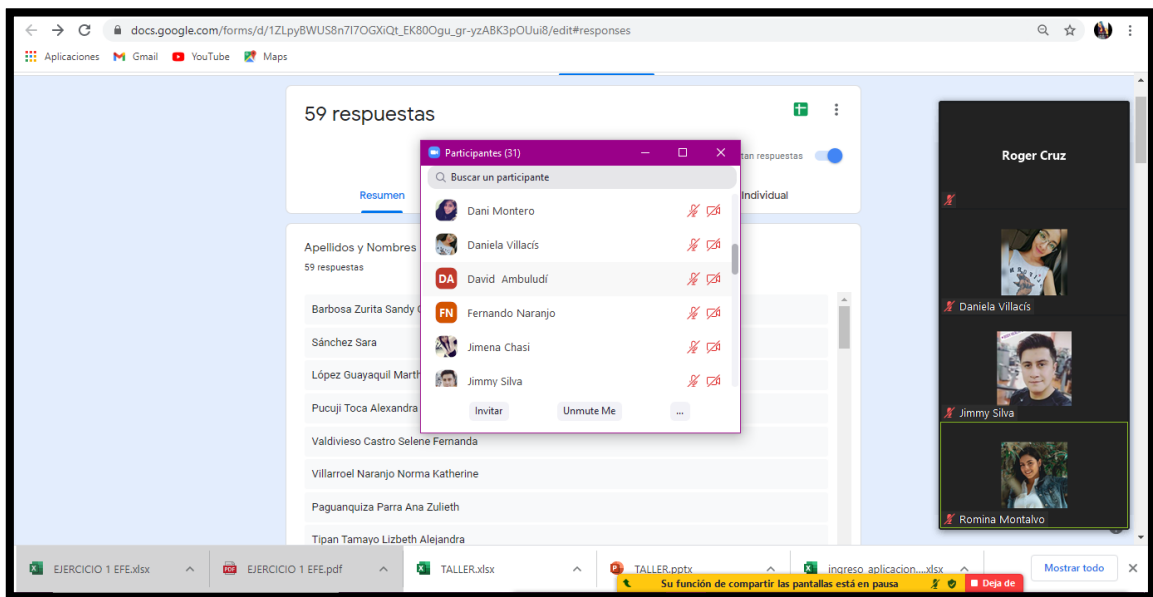 docs.google.com/forms/d/1ZLpyBWUS8n7I7OGXiQt_EK80Ogu_gr-yzABK3pOUui8/edit#responses
Aplicaciones Gmail YouTube Maps
59 respuestas
tan respuestas
Resumen
Individual
Participantes (31)
Buscar un participante
Dani Montero
Daniela Villacís
DA David Ambuludí
FN Fernando Naranjo
Jimena Chasi
Jimmy Silva
Invitar Unmute Me ...
Apellidos y Nombres
59 respuestas
Barbosa Zurita Sandy
Sánchez Sara
López Guayaquil Marth
Pucuji Toca Alexandra
Valdivieso Castro Selene Fernanda
Villarroel Naranjo Norma Katherine
Paguanquiza Parra Ana Zulieth
Tipan Tamayo Lizbeth Alejandra
Roger Cruz
Daniela Villacís
Jimmy Silva
Romina Montalvo
EJERCICIO 1 EFE.xlsx
EJERCICIO 1 EFE.pdf
TALLER.xlsx
TALLER.pptx
ingreso aplicacion....xlsx
Mostrar todo
Su función de compartir las pantallas está en pausa
Deja de